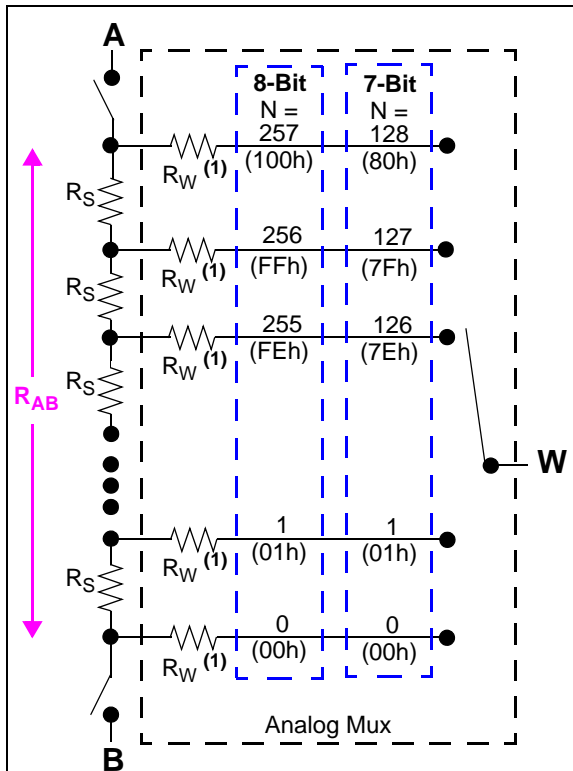 A
8-Bit
N =
7-Bit
N =
257
(100h)
128
(80h)
RW (1)
RS
256
(FFh)
127
(7Fh)
RW (1)
RS
255
(FEh)
126
(7Eh)
RW (1)
RS
RAB
W
1
(01h)
1
(01h)
RW (1)
RS
0
(00h)
0
(00h)
RW (1)
Analog Mux
B